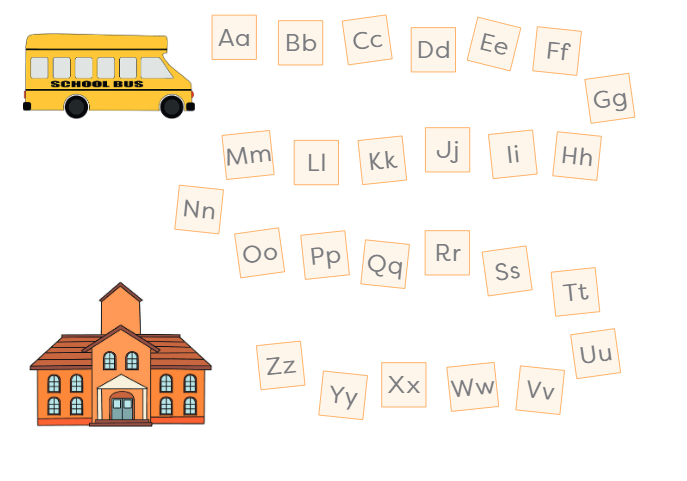 Aa Bb Cc Dd Ee Ff
Gg
SCHOOL BUS
Mm Ll Kk Jj Ii Hh
Nn
Oo Pp Qq Rr Ss
Tt
Zz Yy Xx Ww Vv Uu